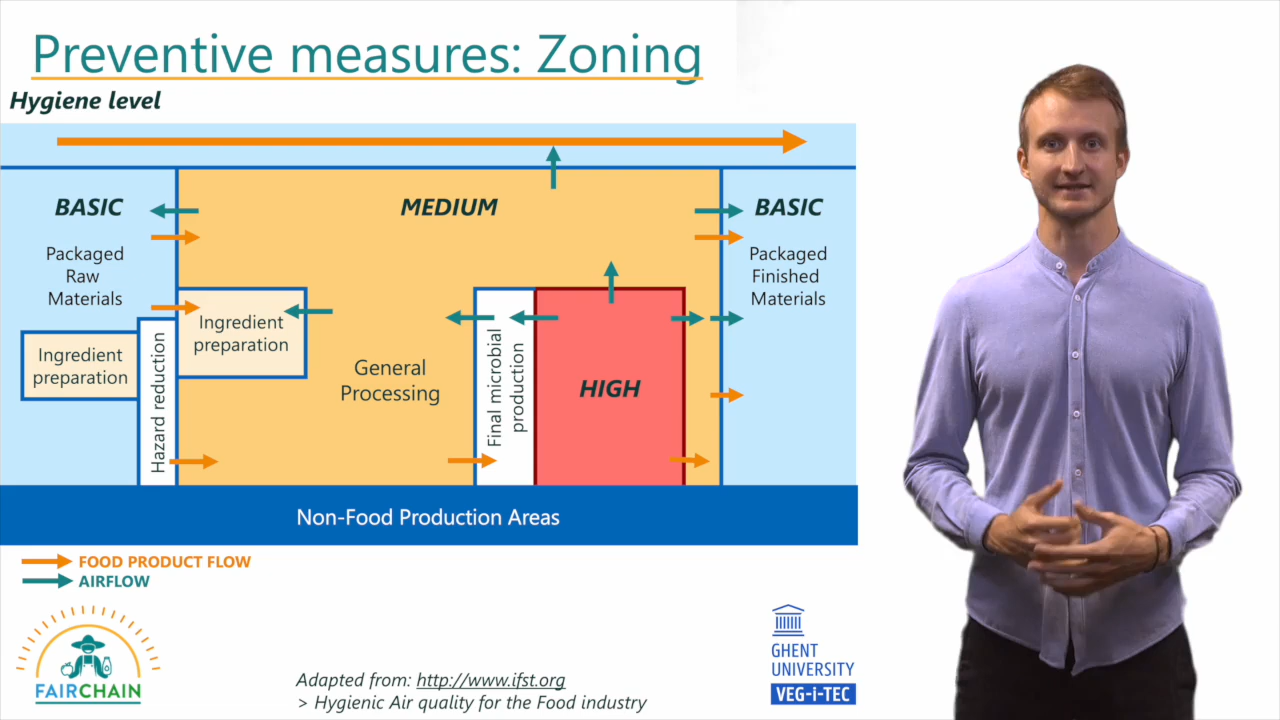 Preventive measures: Zoning
Hygiene level
BASIC
MEDIUM
BASIC
Packaged
Raw
Materials
Packaged
Finished
Materials
Ingredient
preparation
Ingredient
preparation
Hazard reduction
General
Processing
Final microbial
production
HIGH
Non-Food Production Areas
FOOD PRODUCT FLOW
AIRFLOW
FAIRCHAIN
Adapted from: http://www.ifst.org
> Hygienic Air quality for the Food industry
GHENT
UNIVERSITY
VEG-i-TEC